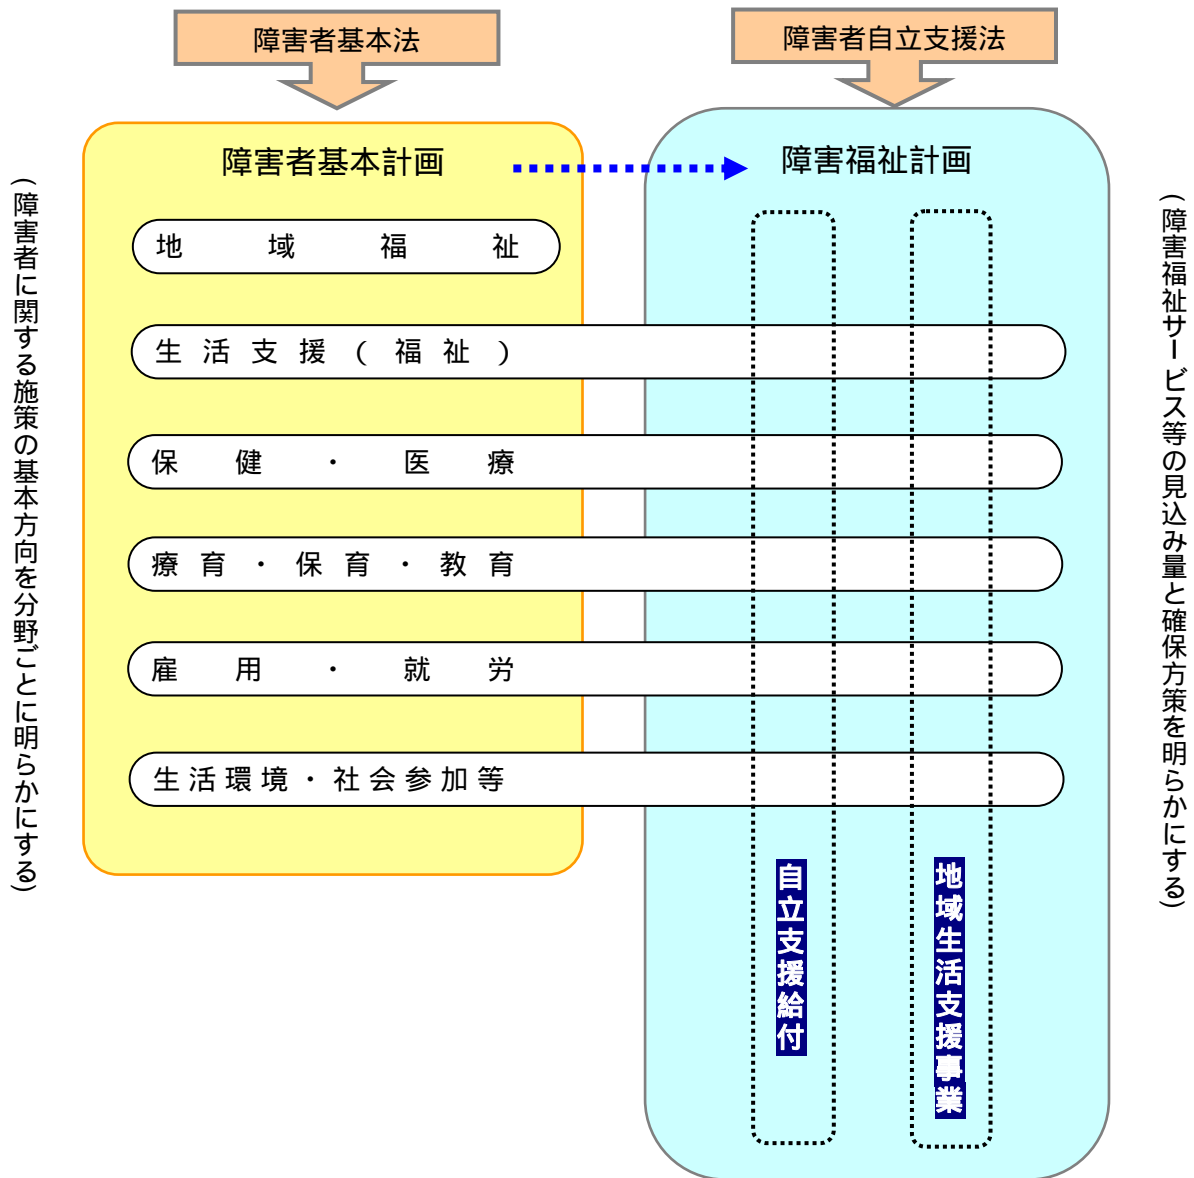 障害者基本法
障害者自立支援法
障害者基本計画
障害福祉計画
(障害者に関する施策の基本方向を分野ごとに明らかにする)
地域福祉
生活支援(福祉)
保健・医療
療育・保育・教育
雇用・就労
生活環境・社会参加等
自立支援給付
地域生活支援事業
(障害福祉サービス等の見込み量と確保方策を明らかにする)